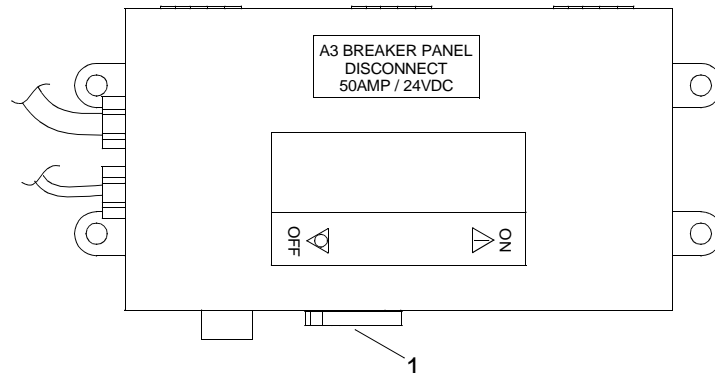 A3 BREAKER PANEL
DISCONNECT
50AMP / 24VDC
OFF
ON
1